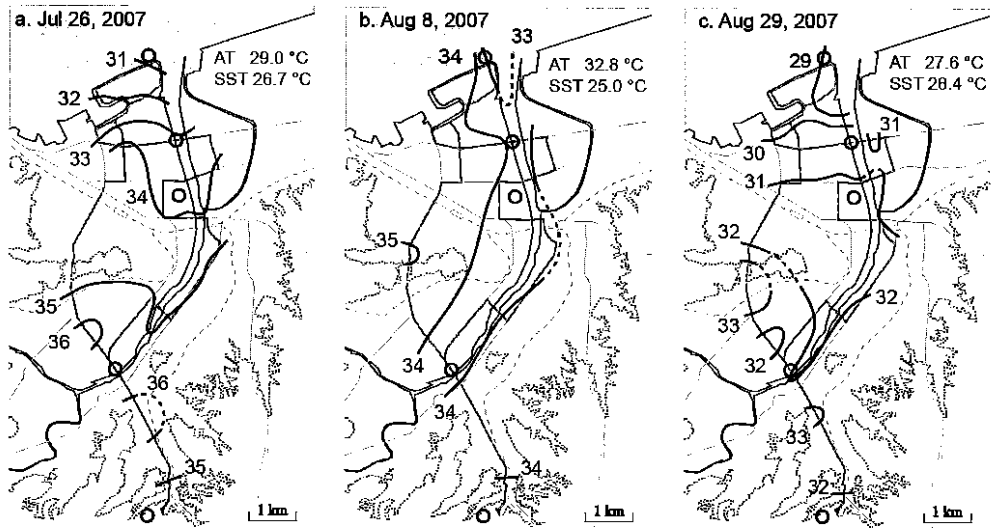 a. Jul 26, 2007
31
AT 29.0 °C
SST 26.7 °C
32
33
34
35
36
36
35
1 km
b. Aug 8, 2007
33
34
AT 32.8 °C
SST 25.0 °C
35
34
34
34
1 km
c. Aug 29, 2007
29
AT 27.6 °C
SST 28.4 °C
31
30
31
32
33
32
32
33
32
1 km